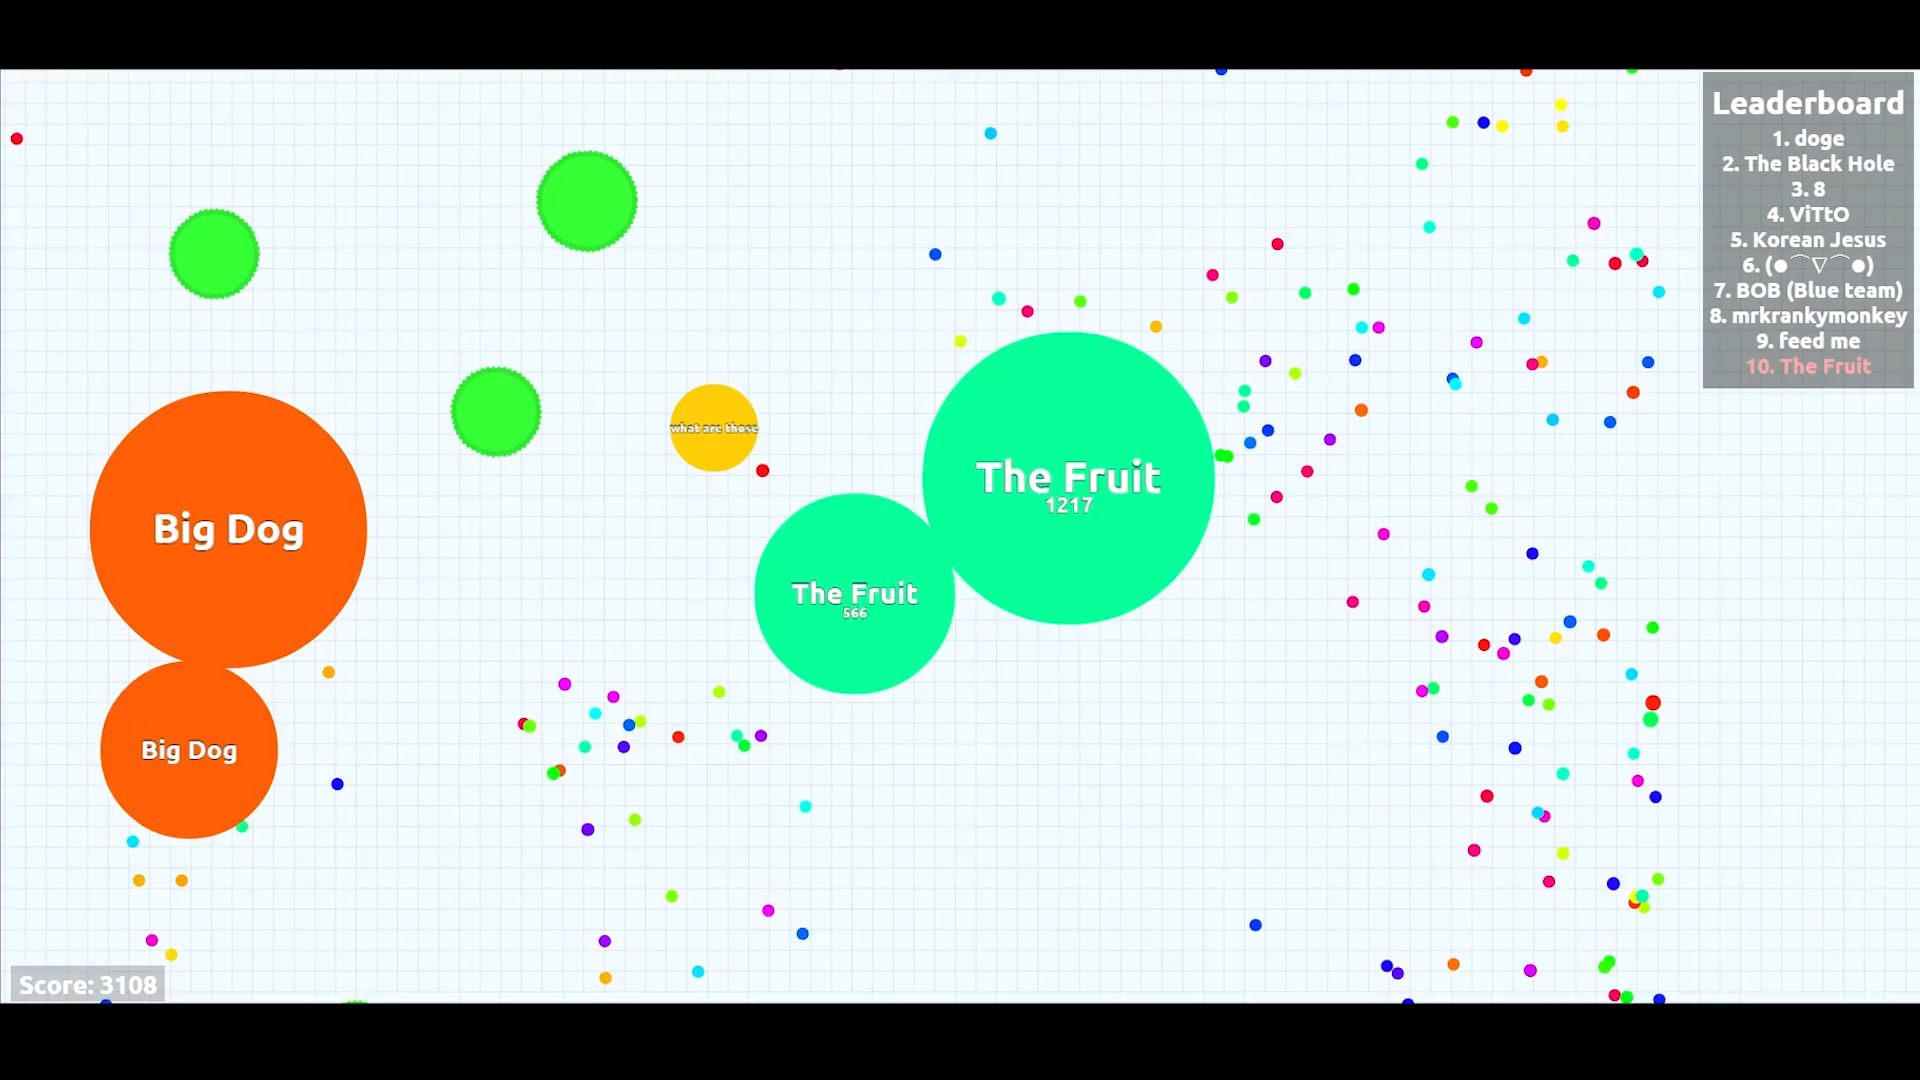 Leaderboard
1. doge
2. The Black Hole
3. 8
4. ViTtO
5. Korean Jesus
6. (●⌒▽⌒●)
7. BOB (Blue team)
8. mrkrankymonkey
9. feed me
10. The Fruit
what are those
The Fruit
1217
Big Dog
The Fruit
566
Big Dog
Score: 3108